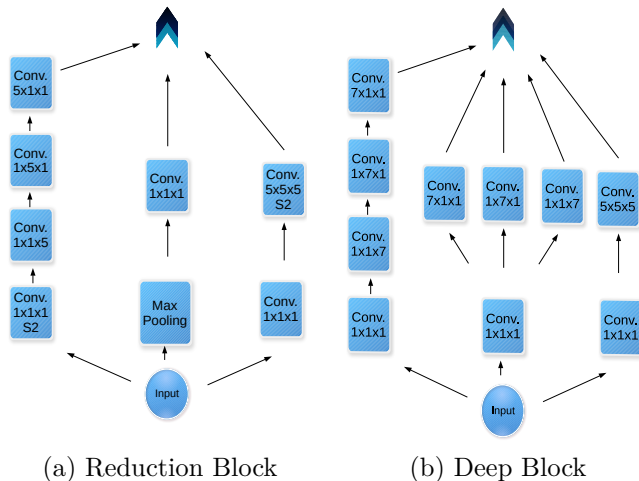 Conv.
5x1x1
Conv.
1x5x1
Conv.
1x1x5
Conv.
1x1x1
S2
Conv.
1x1x1
Max
Pooling
Conv.
5x5x5
S2
Conv.
1x1x1
Input
(a) Reduction Block
Conv.
7x1x1
Conv.
1x7x1
Conv.
1x1x7
Conv.
1x1x1
Conv.
7x1x1
Conv.
1x7x1
Conv.
1x1x7
Conv.
5x5x5
Conv.
1x1x1
Conv.
1x1x1
Input
(b) Deep Block